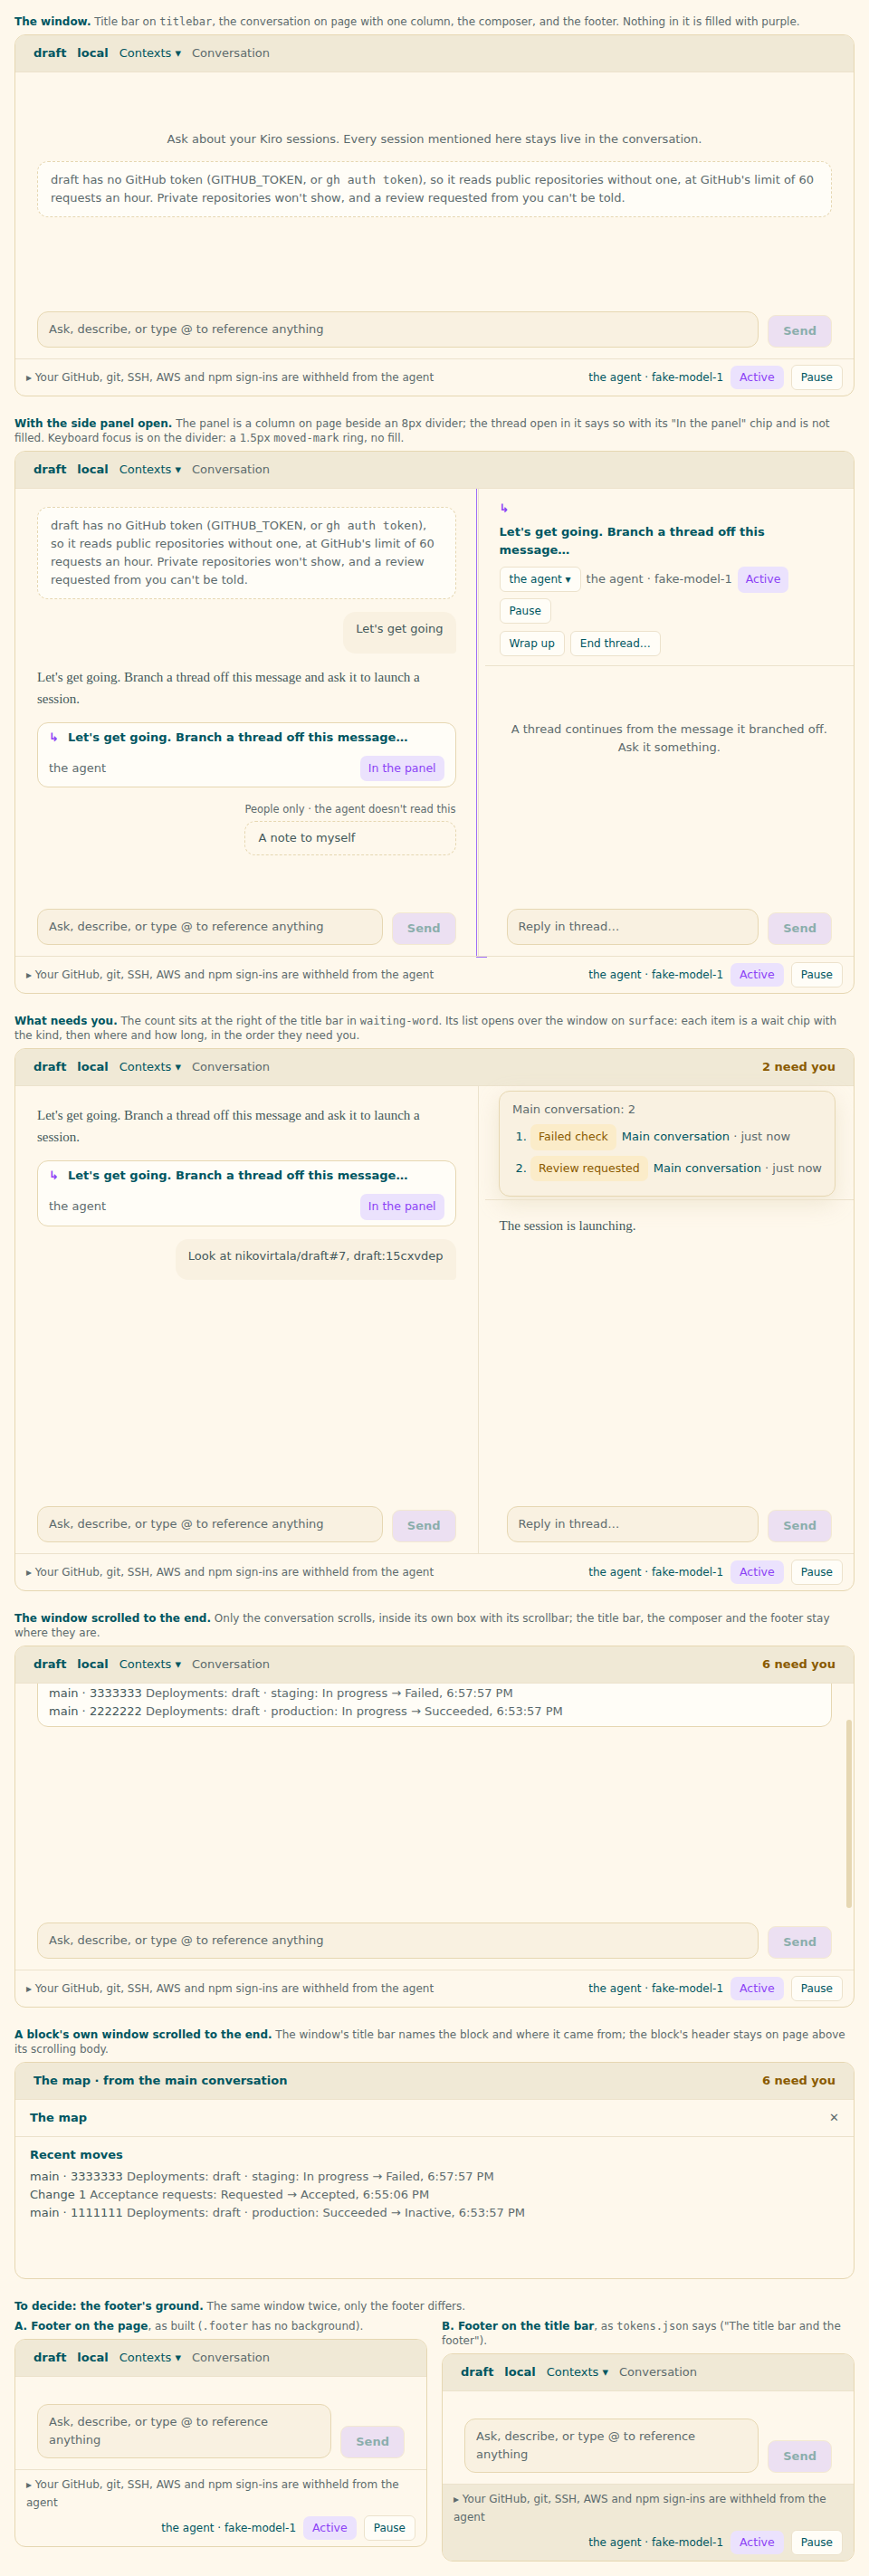 The window. Title bar on titlebar, the conversation on page with one column, the composer, and the footer. Nothing in it is filled with purple.
draft local Contexts ▾ Conversation
Ask about your Kiro sessions. Every session mentioned here stays live in the conversation.
draft has no GitHub token (GITHUB_TOKEN, or gh auth token), so it reads public repositories without one, at GitHub's limit of 60
requests an hour. Private repositories won't show, and a review requested from you can't be told.
Ask, describe, or type @ to reference anything Send
▸ Your GitHub, git, SSH, AWS and npm sign-ins are withheld from the agent the agent · fake-model-1 Active Pause
With the side panel open. The panel is a column on page beside an 8px divider; the thread open in it says so with its "In the panel" chip and is not
filled. Keyboard focus is on the divider: a 1.5px moved-mark ring, no fill.
draft local Contexts ▾ Conversation
draft has no GitHub token (GITHUB_TOKEN, or gh auth token),
so it reads public repositories without one, at GitHub's limit of 60
requests an hour. Private repositories won't show, and a review
requested from you can't be told.
Let's get going
Let's get going. Branch a thread off this message and ask it to launch a
session.
↳ Let's get going. Branch a thread off this message…
the agent In the panel
People only · the agent doesn't read this
A note to myself
Ask, describe, or type @ to reference anything Send
↳
Let's get going. Branch a thread off this
message…
the agent ▾ the agent · fake-model-1 Active
Pause
Wrap up End thread…
A thread continues from the message it branched off.
Ask it something.
Reply in thread… Send
▸ Your GitHub, git, SSH, AWS and npm sign-ins are withheld from the agent the agent · fake-model-1 Active Pause
What needs you. The count sits at the right of the title bar in waiting-word. Its list opens over the window on surface: each item is a wait chip with
the kind, then where and how long, in the order they need you.
draft local Contexts ▾ Conversation 2 need you
Let's get going. Branch a thread off this message and ask it to launch a
session.
↳ Let's get going. Branch a thread off this message…
the agent In the panel
Look at nikovirtala/draft#7, draft:15cxvdep
Ask, describe, or type @ to reference anything Send
Main conversation: 2
1. Failed check Main conversation · just now
2. Review requested Main conversation · just now
The session is launching.
Reply in thread… Send
▸ Your GitHub, git, SSH, AWS and npm sign-ins are withheld from the agent the agent · fake-model-1 Active Pause
The window scrolled to the end. Only the conversation scrolls, inside its own box with its scrollbar; the title bar, the composer and the footer stay
where they are.
draft local Contexts ▾ Conversation 6 need you
main · 3333333 Deployments: draft · staging: In progress → Failed, 6:57:57 PM
main · 2222222 Deployments: draft · production: In progress → Succeeded, 6:53:57 PM
Ask, describe, or type @ to reference anything Send
▸ Your GitHub, git, SSH, AWS and npm sign-ins are withheld from the agent the agent · fake-model-1 Active Pause
A block's own window scrolled to the end. The window's title bar names the block and where it came from; the block's header stays on page above
its scrolling body.
The map · from the main conversation 6 need you
The map ×
Recent moves
main · 3333333 Deployments: draft · staging: In progress → Failed, 6:57:57 PM
Change 1 Acceptance requests: Requested → Accepted, 6:55:06 PM
main · 1111111 Deployments: draft · production: Succeeded → Inactive, 6:53:57 PM
To decide: the footer's ground. The same window twice, only the footer differs.
A. Footer on the page, as built (.footer has no background).
draft local Contexts ▾ Conversation
Ask, describe, or type @ to reference
anything
Send
▸ Your GitHub, git, SSH, AWS and npm sign-ins are withheld from the
agent
the agent · fake-model-1 Active Pause
B. Footer on the title bar, as tokens.json says ("The title bar and the
footer").
draft local Contexts ▾ Conversation
Ask, describe, or type @ to reference
anything
Send
▸ Your GitHub, git, SSH, AWS and npm sign-ins are withheld from the
agent
the agent · fake-model-1 Active Pause